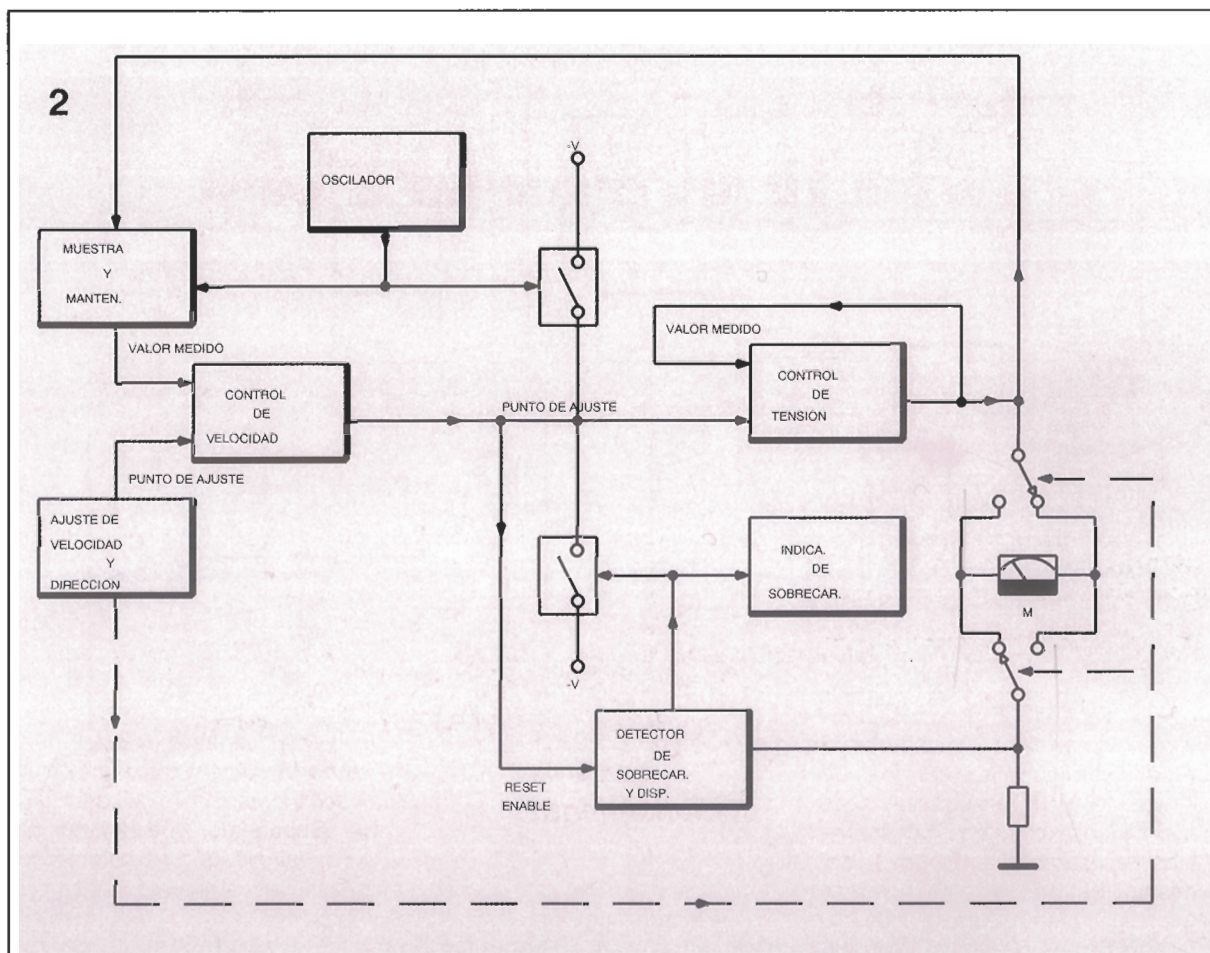 2
OSCILADOR
-V
MUESTRA
Y
MANTEN.
VALOR MEDIDO
VALOR MEDIDO
CONTROL
DE
VELOCIDAD
PUNTO DE AJUSTE
CONTROL
DE
TENSIÓN
PUNTO DE AJUSTE
AJUSTE DE
VELOCIDAD
Y
DIRECCION
INDICA.
DE
SOBRECAR.
M
-V
DETECTOR
DE
SOBRECAR.
Y DISP.
RESET
ENABLE